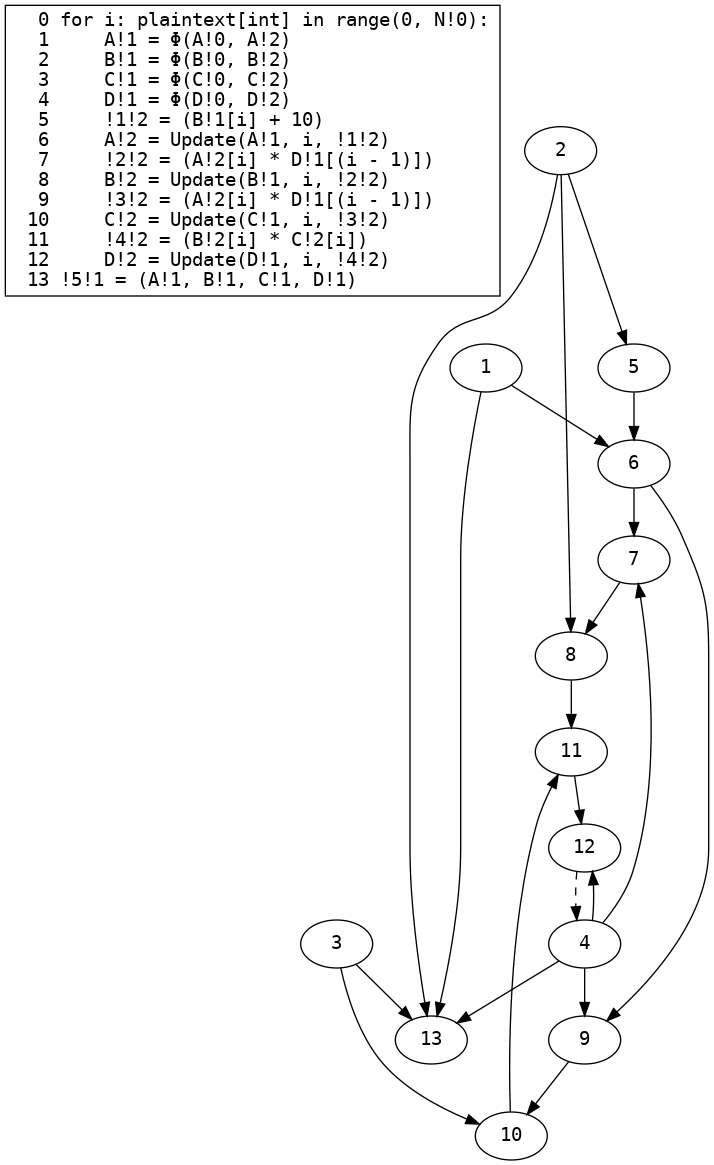 0 for i: plaintext[int] in range(0, N!0):
1     A!1 = Φ(A!0, A!2)
2     B!1 = Φ(B!0, B!2)
3     C!1 = Φ(C!0, C!2)
4     D!1 = Φ(D!0, D!2)
5     !1!2 = (B!1[i] + 10)
6     A!2 = Update(A!1, i, !1!2)
7     !2!2 = (A!2[i] * D!1[(i - 1)])
8     B!2 = Update(B!1, i, !2!2)
9     !3!2 = (A!2[i] * D!1[(i - 1)])
10     C!2 = Update(C!1, i, !3!2)
11     !4!2 = (B!2[i] * C!2[i])
12     D!2 = Update(D!1, i, !4!2)
13 !5!1 = (A!1, B!1, C!1, D!1)
2
1
5
6
7
8
11
12
3
4
13
9
10